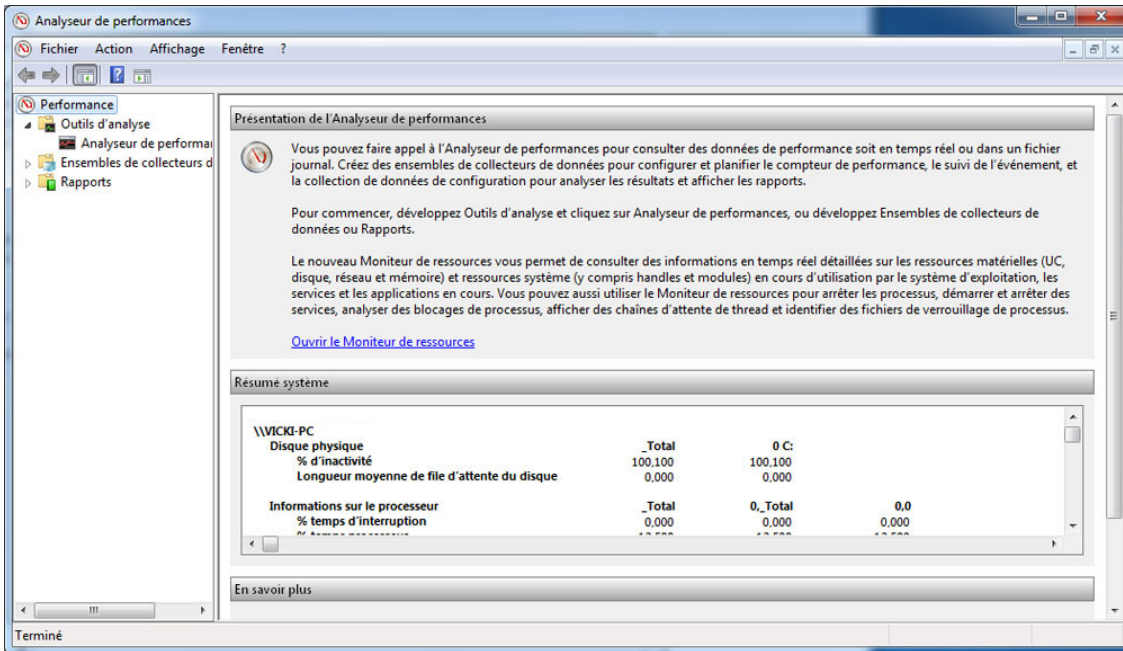 Analyseur de performances
Fichier Action Affichage Fenêtre ?
Performance
Outils d'analyse
Analyseur de performa
Ensembles de collecteurs d
Rapports
Présentation de l'Analyseur de performances
Vous pouvez faire appel à l'Analyseur de performances pour consulter des données de performance soit en temps réel ou dans un fichier
journal. Créez des ensembles de collecteurs de données pour configurer et planifier le compteur de performance, le suivi de l'événement, et
la collection de données de configuration pour analyser les résultats et afficher les rapports.
Pour commencer, développez Outils d'analyse et cliquez sur Analyseur de performances, ou développez Ensembles de collecteurs de
données ou Rapports.
Le nouveau Moniteur de ressources vous permet de consulter des informations en temps réel détaillées sur les ressources matérielles (UC,
disque, réseau et mémoire) et ressources système (y compris handles et modules) en cours d'utilisation par le système d'exploitation, les
services et les applications en cours. Vous pouvez aussi utiliser le Moniteur de ressources pour arrêter les processus, démarrer et arrêter des
services, analyser des blocages de processus, afficher des chaînes d'attente de thread et identifier des fichiers de verrouillage de processus.
Ouvrir le Moniteur de ressources
Résumé système
\\VICKI-PC
Disque physique _Total 0 C:
% d'inactivité 100,100 100,100
Longueur moyenne de file d'attente du disque 0,000 0,000
Informations sur le processeur _Total 0,_Total 0,0
% temps d'interruption 0,000 0,000 0,000
En savoir plus
Terminé